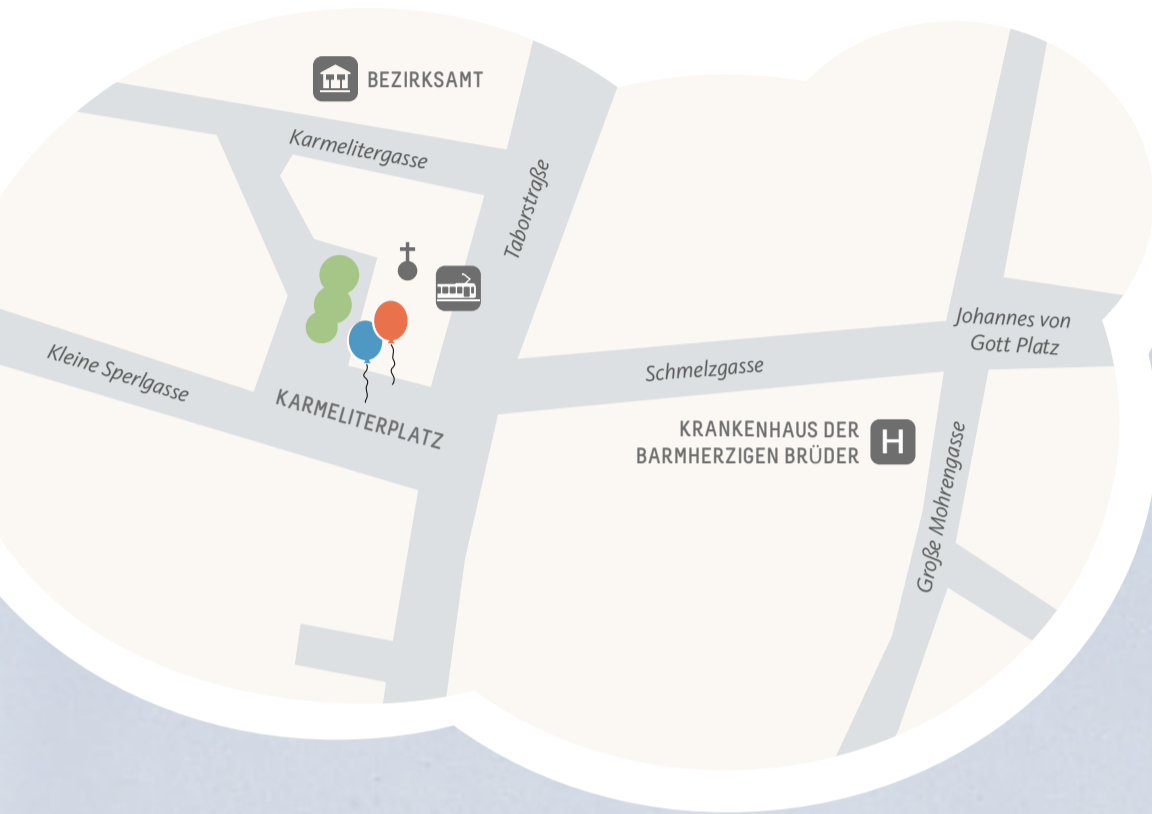 BEZIRKSAMT
Karmelitergasse
Taborstraße
Johannes von
Gott Platz
Kleine Sperlgasse
Schmelzgasse
KARMELITERPLATZ
KRANKENHAUS DER
BARMHERZIGEN BRÜDER
H
Große Mohrengasse